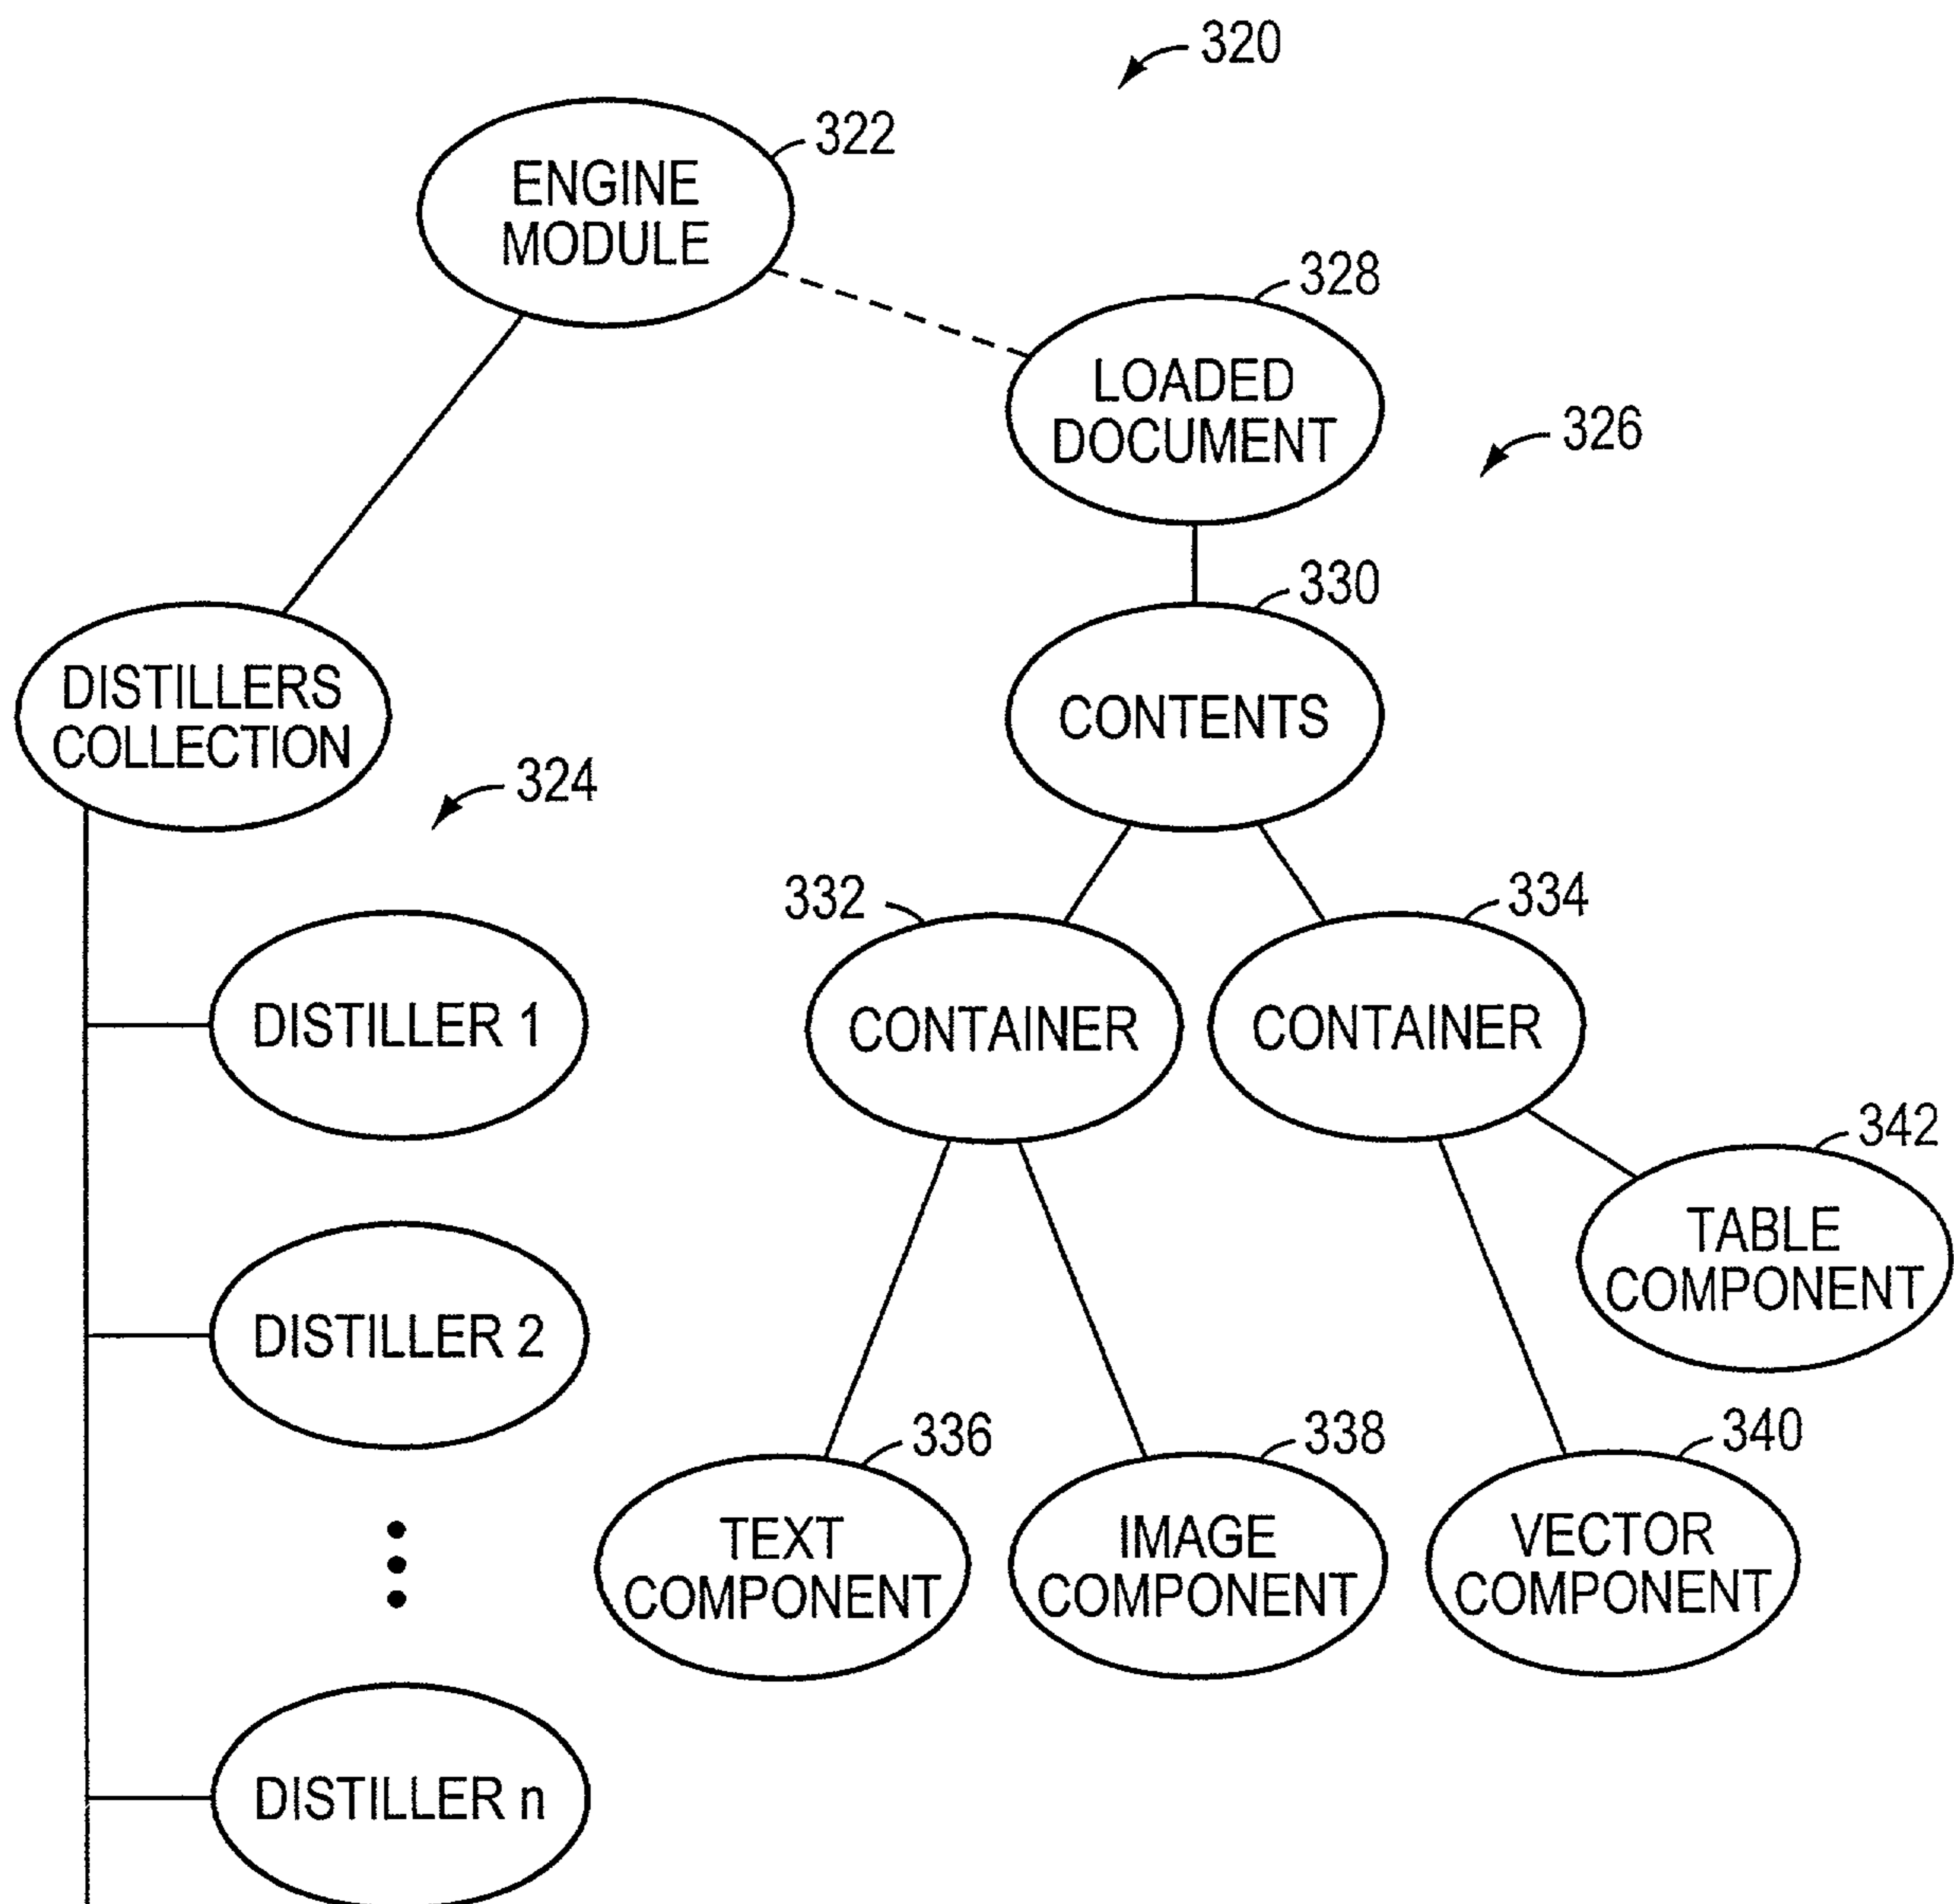 320
322
ENGINE
MODULE
328
LOADED
DOCUMENT
326
330
CONTENTS
DISTILLERS
COLLECTION
324
332
334
CONTAINER
CONTAINER
DISTILLER 1
342
TABLE
COMPONENT
DISTILLER 2
336
338
340
TEXT
COMPONENT
IMAGE
COMPONENT
VECTOR
COMPONENT
DISTILLER n